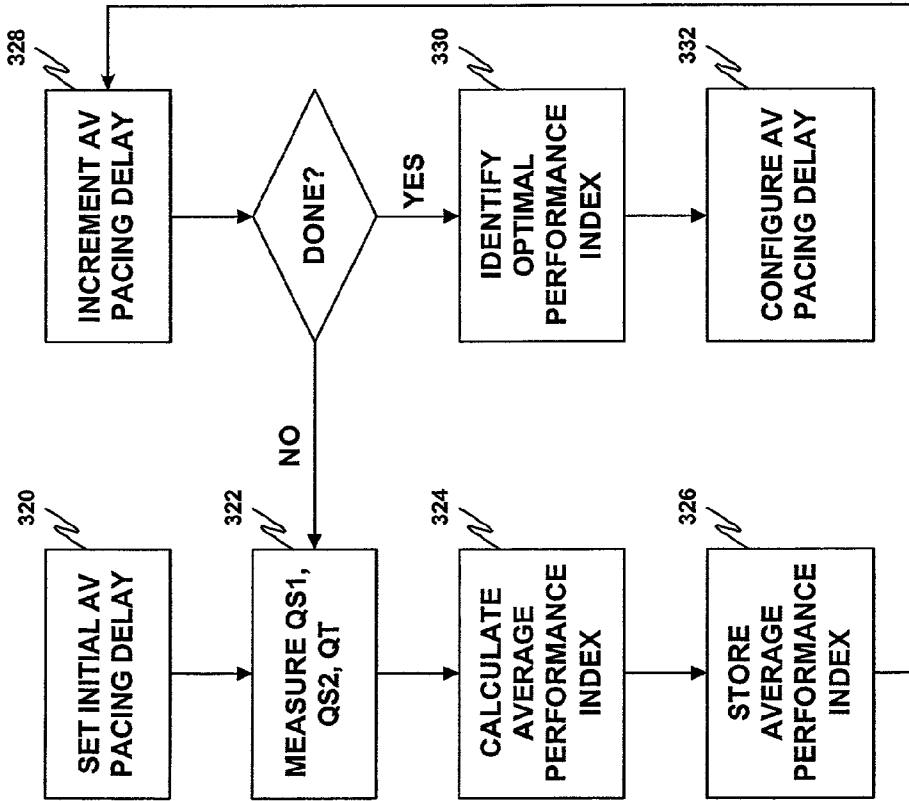 320
SET INITIAL AV
PACING DELAY
322
MEASURE QS1,
QS2, QT
324
CALCULATE
AVERAGE
PERFORMANCE
INDEX
326
STORE
AVERAGE
PERFORMANCE
INDEX
328
INCREMENT AV
PACING DELAY
DONE?
NO
YES
330
IDENTIFY
OPTIMAL
PERFORMANCE
INDEX
332
CONFIGURE AV
PACING DELAY